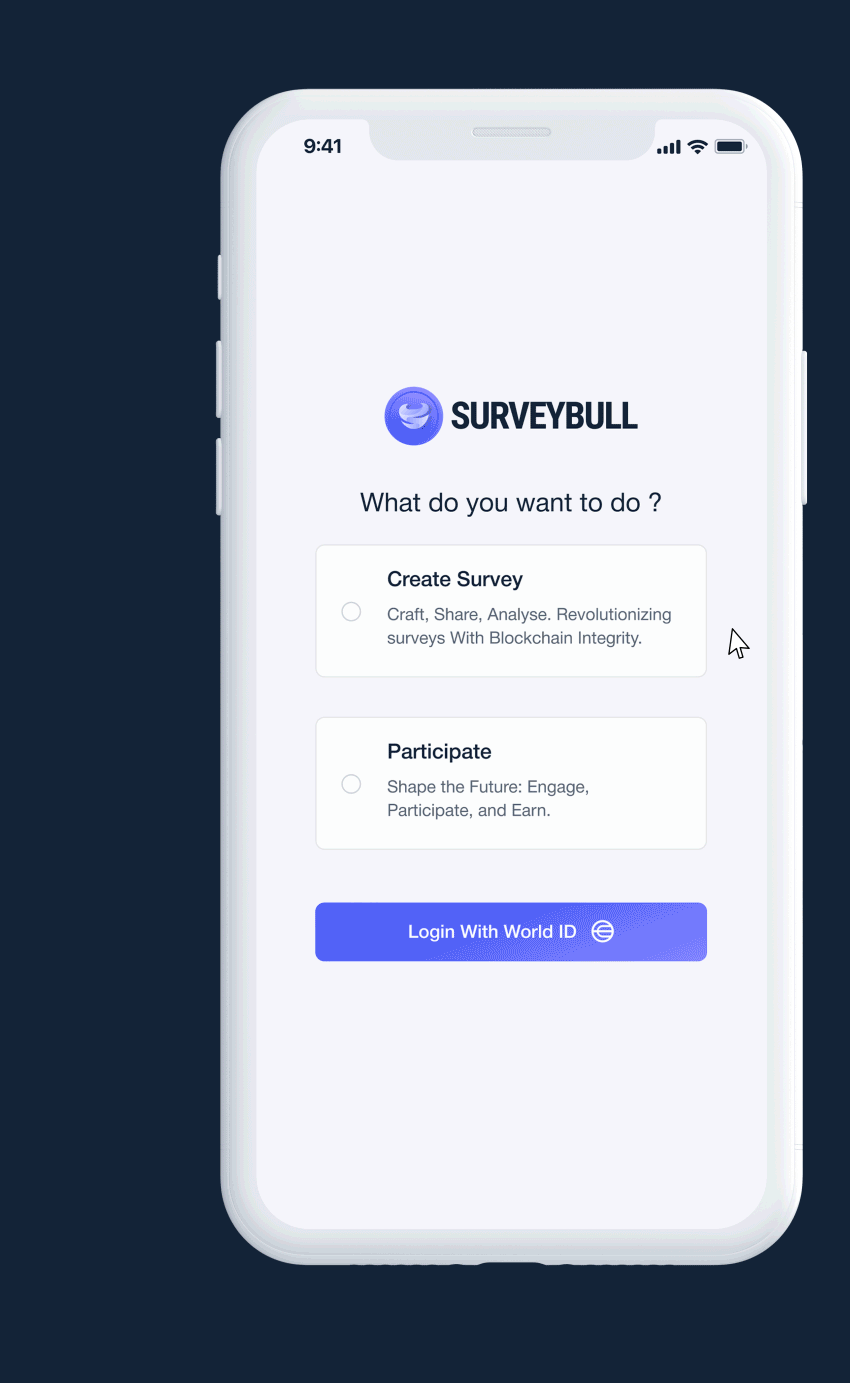 9:41
SURVEYBULL
What do you want to do ?
Create Survey
Craft, Share, Analyse. Revolutionizing
surveys With Blockchain Integrity.
Participate
Shape the Future: Engage,
Participate, and Earn.
Login With World ID